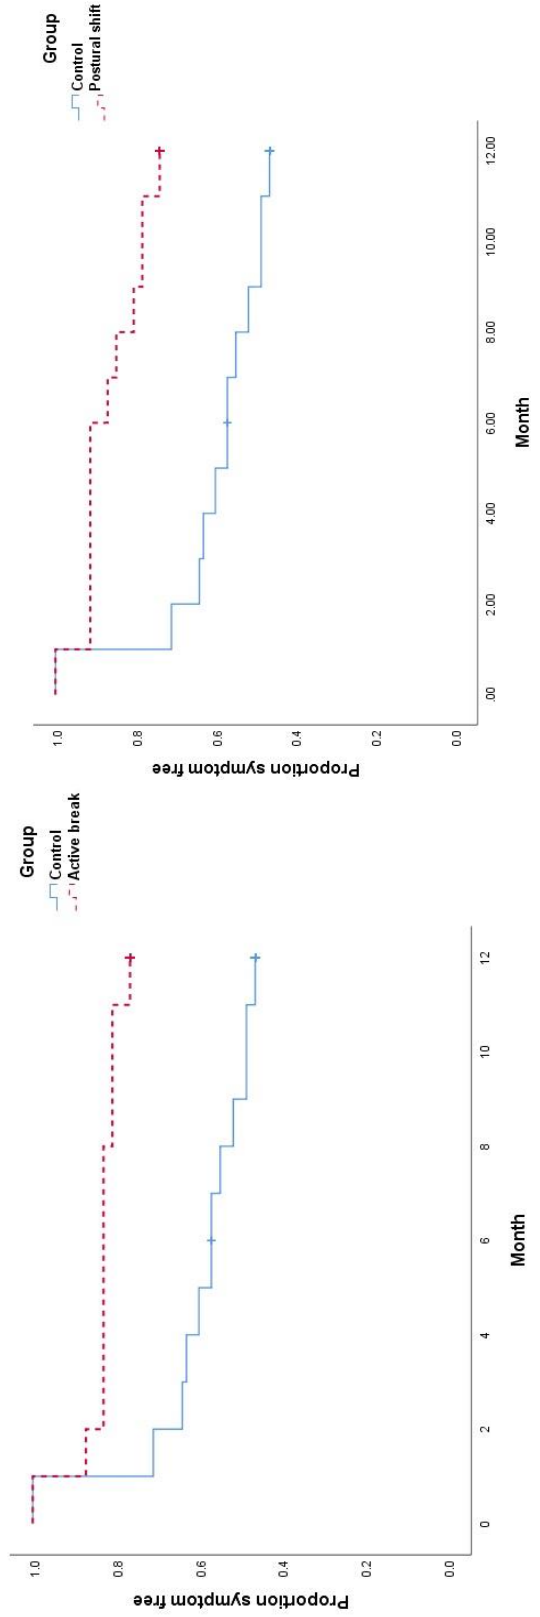 Group
Control
Active break
Proportion symptom free
1.0
0.8
0.6
0.4
0.2
0.0
0
2
4
6
8
10
12
Month
Group
Control
Postural shift
Proportion symptom free
1.0
0.8
0.6
0.4
0.2
0.0
.00
2.00
4.00
6.00
8.00
10.00
12.00
Month